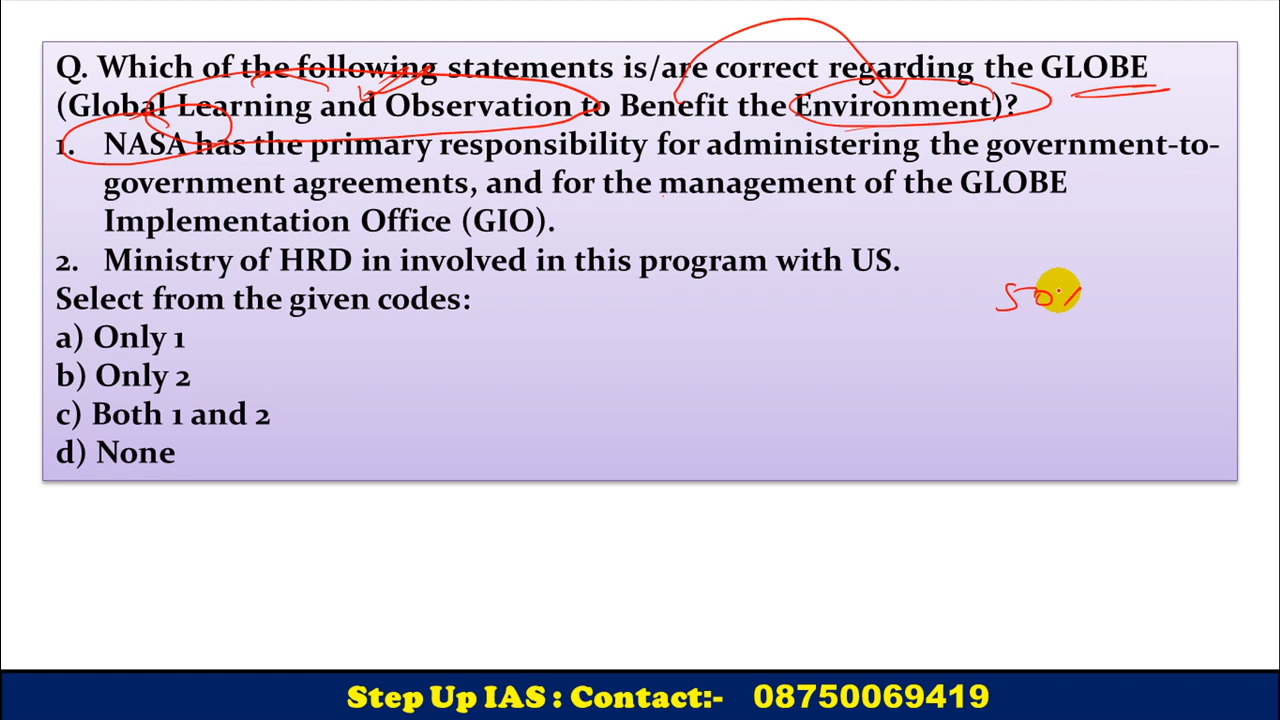 Q. Which of the following statements is/are correct regarding the GLOBE
(Global Learning and Observation to Benefit the Environment)?
1. NASA has the primary responsibility for administering the government-to-
government agreements, and for the management of the GLOBE
Implementation Office (GIO).
2. Ministry of HRD in involved in this program with US.
50%
Select from the given codes:
a) Only 1
b) Only 2
c) Both 1 and 2
d) None
Step Up IAS : Contact:- 08750069419